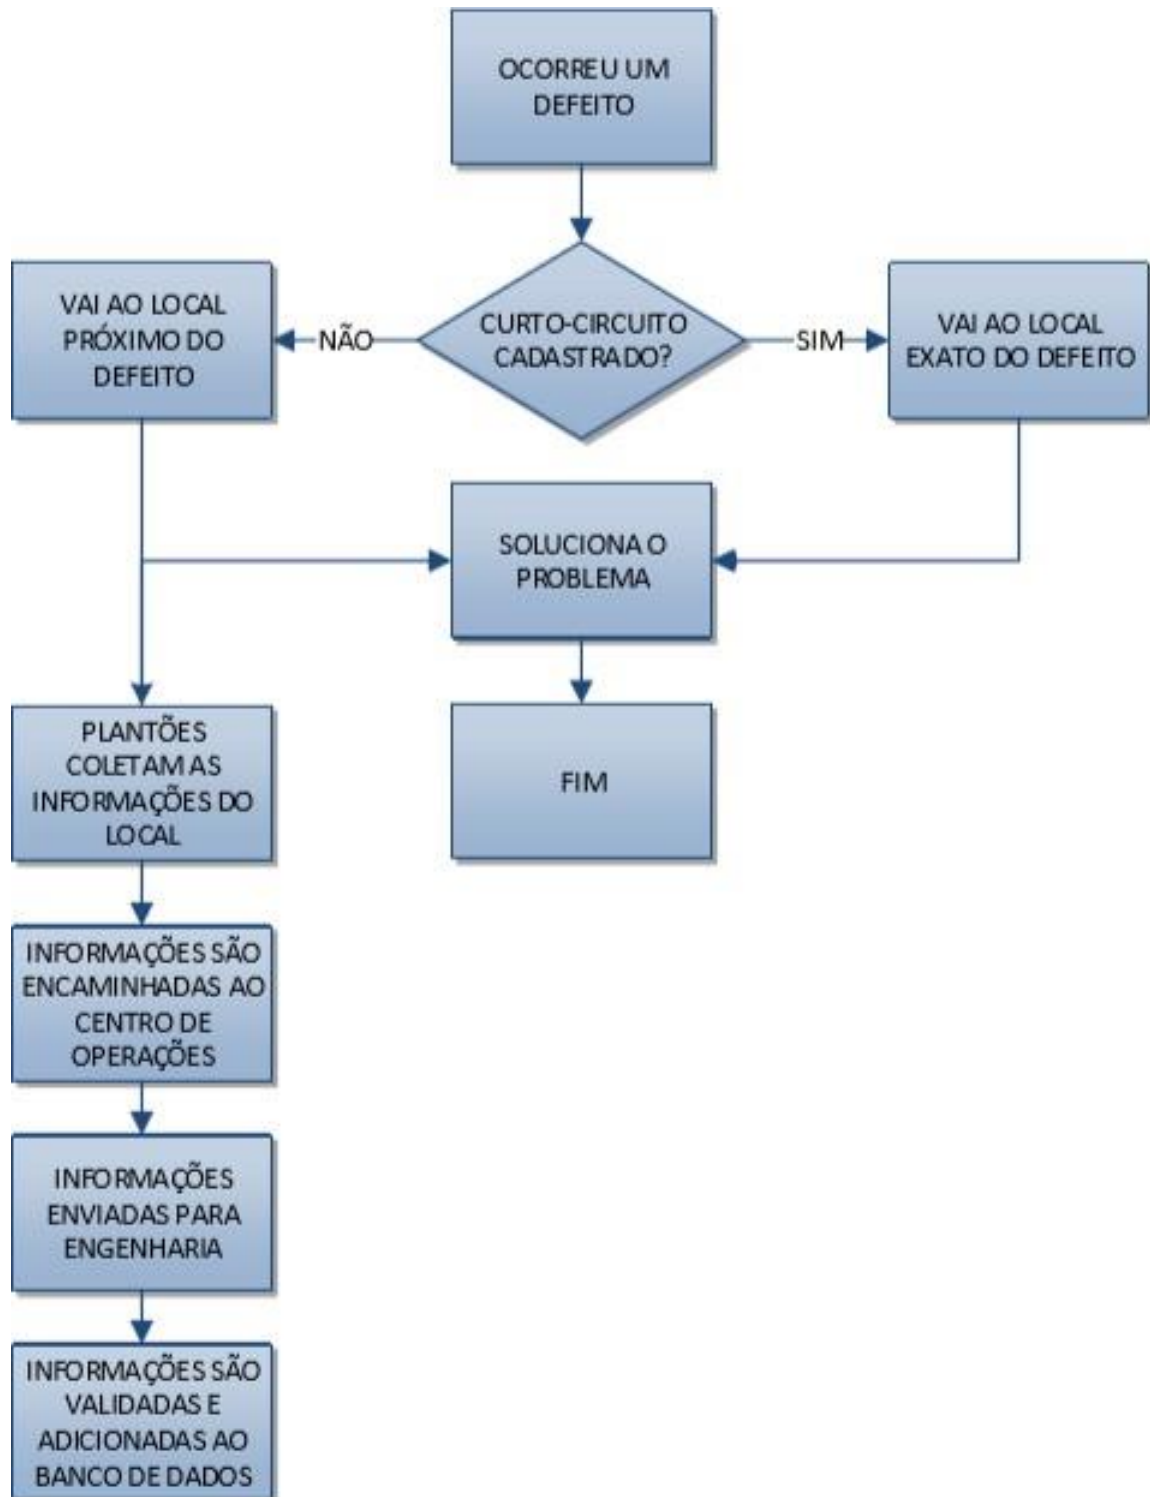 OCORREU UM
DEFEITO
VAI AO LOCAL
PRÓXIMO DO
DEFEITO
NÃO
CURTO-CIRCUITO
CADASTRADO?
SIM
VAI AO LOCAL
EXATO DO DEFEITO
SOLUCIONA O
PROBLEMA
PLANTÕES
COLETAM AS
INFORMAÇÕES DO
LOCAL
FIM
INFORMAÇÕES SÃO
ENCAMINHADAS AO
CENTRO DE
OPERAÇÕES
INFORMAÇÕES
ENVIADAS PARA
ENGENHARIA
INFORMAÇÕES SÃO
VALIDADAS E
ADICIONADAS AO
BANCO DE DADOS